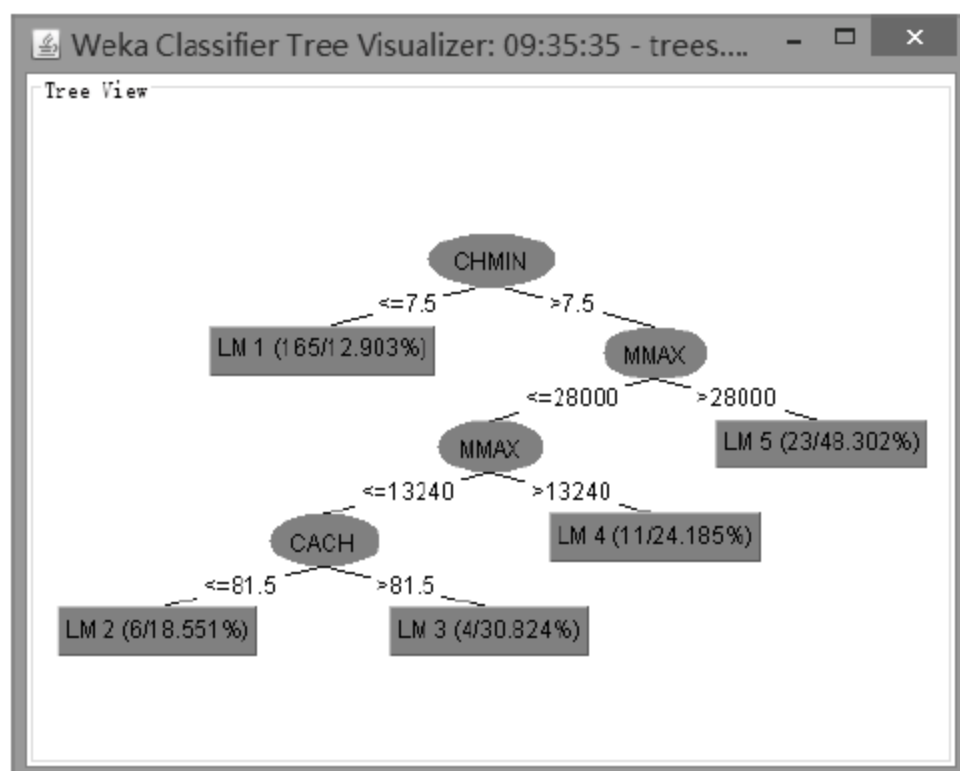 Weka Classifier Tree Visualizer: 09:35:35 - trees....
Tree View
CHMIN
<=7.5
>7.5
LM 1 (165/12.903%)
MMAX
<=28000
>28000
MMAX
LM 5 (23/48.302%)
<=13240
>13240
CACH
LM 4 (11/24.185%)
<=81.5
>81.5
LM 2 (6/18.551%)
LM 3 (4/30.824%)